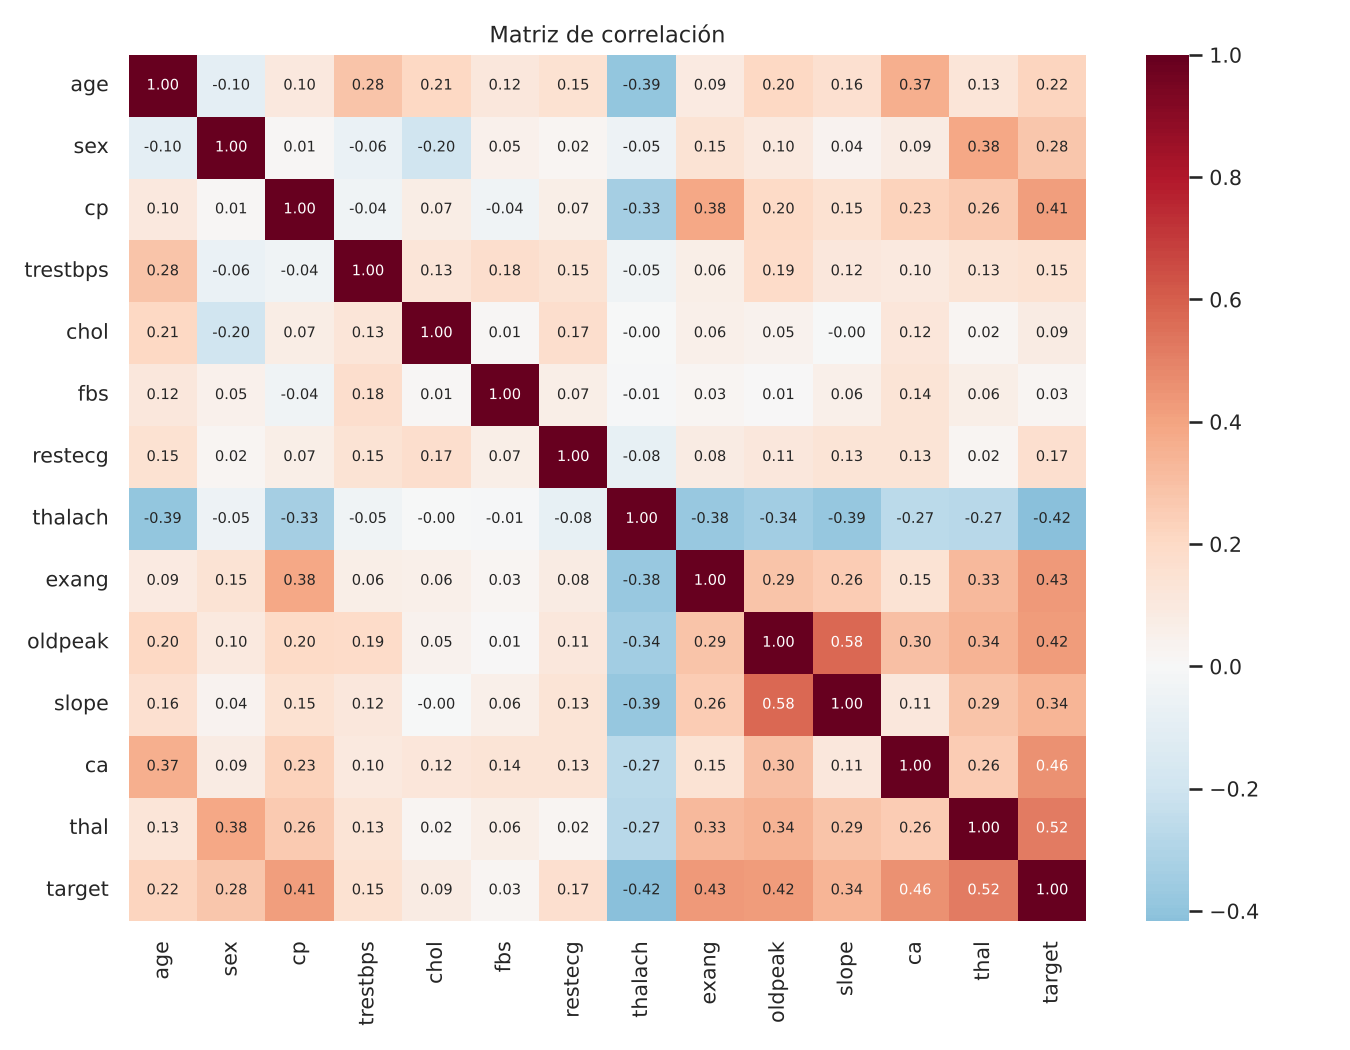 Matriz de correlación
age 1.00 -0.10 0.10 0.28 0.21 0.12 0.15 -0.39 0.09 0.20 0.16 0.37 0.13 0.22
sex -0.10 1.00 0.01 -0.06 -0.20 0.05 0.02 -0.05 0.15 0.10 0.04 0.09 0.38 0.28
cp 0.10 0.01 1.00 -0.04 0.07 -0.04 0.07 -0.33 0.38 0.20 0.15 0.23 0.26 0.41
trestbps 0.28 -0.06 -0.04 1.00 0.13 0.18 0.15 -0.05 0.06 0.19 0.12 0.10 0.13 0.15
chol 0.21 -0.20 0.07 0.13 1.00 0.01 0.17 -0.00 0.06 0.05 -0.00 0.12 0.02 0.09
fbs 0.12 0.05 -0.04 0.18 0.01 1.00 0.07 -0.01 0.03 0.01 0.06 0.14 0.06 0.03
restecg 0.15 0.02 0.07 0.15 0.17 0.07 1.00 -0.08 0.08 0.11 0.13 0.13 0.02 0.17
thalach -0.39 -0.05 -0.33 -0.05 -0.00 -0.01 -0.08 1.00 -0.38 -0.34 -0.39 -0.27 -0.27 -0.42
exang 0.09 0.15 0.38 0.06 0.06 0.03 0.08 -0.38 1.00 0.29 0.26 0.15 0.33 0.43
oldpeak 0.20 0.10 0.20 0.19 0.05 0.01 0.11 -0.34 0.29 1.00 0.58 0.30 0.34 0.42
slope 0.16 0.04 0.15 0.12 -0.00 0.06 0.13 -0.39 0.26 0.58 1.00 0.11 0.29 0.34
ca 0.37 0.09 0.23 0.10 0.12 0.14 0.13 -0.27 0.15 0.30 0.11 1.00 0.26 0.46
thal 0.13 0.38 0.26 0.13 0.02 0.06 0.02 -0.27 0.33 0.34 0.29 0.26 1.00 0.52
target 0.22 0.28 0.41 0.15 0.09 0.03 0.17 -0.42 0.43 0.42 0.34 0.46 0.52 1.00
age sex cp trestbps chol fbs restecg thalach exang oldpeak slope ca thal target
1.0
0.8
0.6
0.4
0.2
0.0
−0.2
−0.4